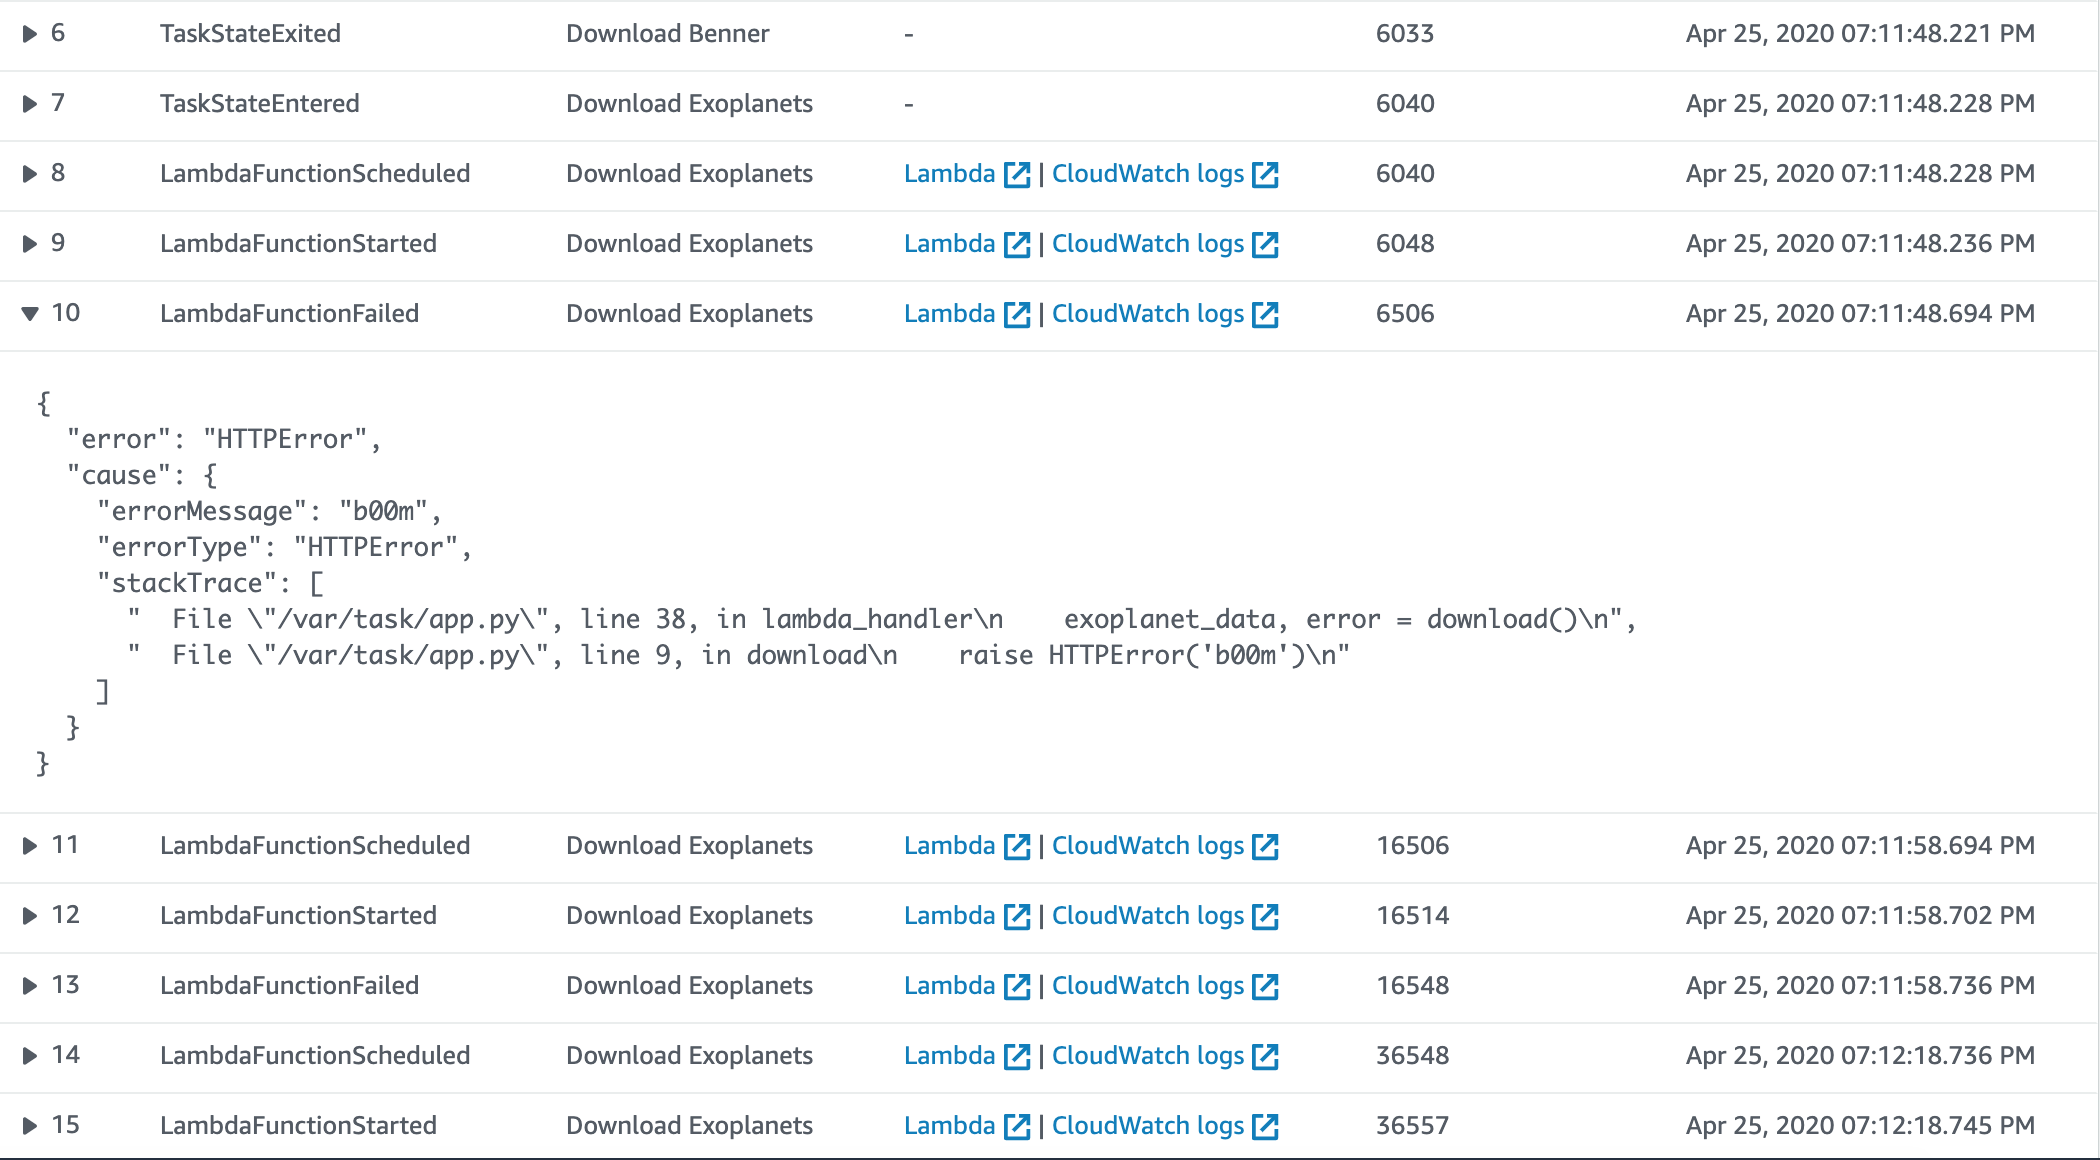 6 TaskStateExited Download Benner - 6033 Apr 25, 2020 07:11:48.221 PM
7 TaskStateEntered Download Exoplanets - 6040 Apr 25, 2020 07:11:48.228 PM
8 LambdaFunctionScheduled Download Exoplanets Lambda | CloudWatch logs 6040 Apr 25, 2020 07:11:48.228 PM
9 LambdaFunctionStarted Download Exoplanets Lambda | CloudWatch logs 6048 Apr 25, 2020 07:11:48.236 PM
10 LambdaFunctionFailed Download Exoplanets Lambda | CloudWatch logs 6506 Apr 25, 2020 07:11:48.694 PM
{
  "error": "HTTPError",
  "cause": {
    "errorMessage": "b00m",
    "errorType": "HTTPError",
    "stackTrace": [
      "  File \"/var/task/app.py\", line 38, in lambda_handler\n    exoplanet_data, error = download()\n",
      "  File \"/var/task/app.py\", line 9, in download\n    raise HTTPError('b00m')\n"
    ]
  }
}
11 LambdaFunctionScheduled Download Exoplanets Lambda | CloudWatch logs 16506 Apr 25, 2020 07:11:58.694 PM
12 LambdaFunctionStarted Download Exoplanets Lambda | CloudWatch logs 16514 Apr 25, 2020 07:11:58.702 PM
13 LambdaFunctionFailed Download Exoplanets Lambda | CloudWatch logs 16548 Apr 25, 2020 07:11:58.736 PM
14 LambdaFunctionScheduled Download Exoplanets Lambda | CloudWatch logs 36548 Apr 25, 2020 07:12:18.736 PM
15 LambdaFunctionStarted Download Exoplanets Lambda | CloudWatch logs 36557 Apr 25, 2020 07:12:18.745 PM